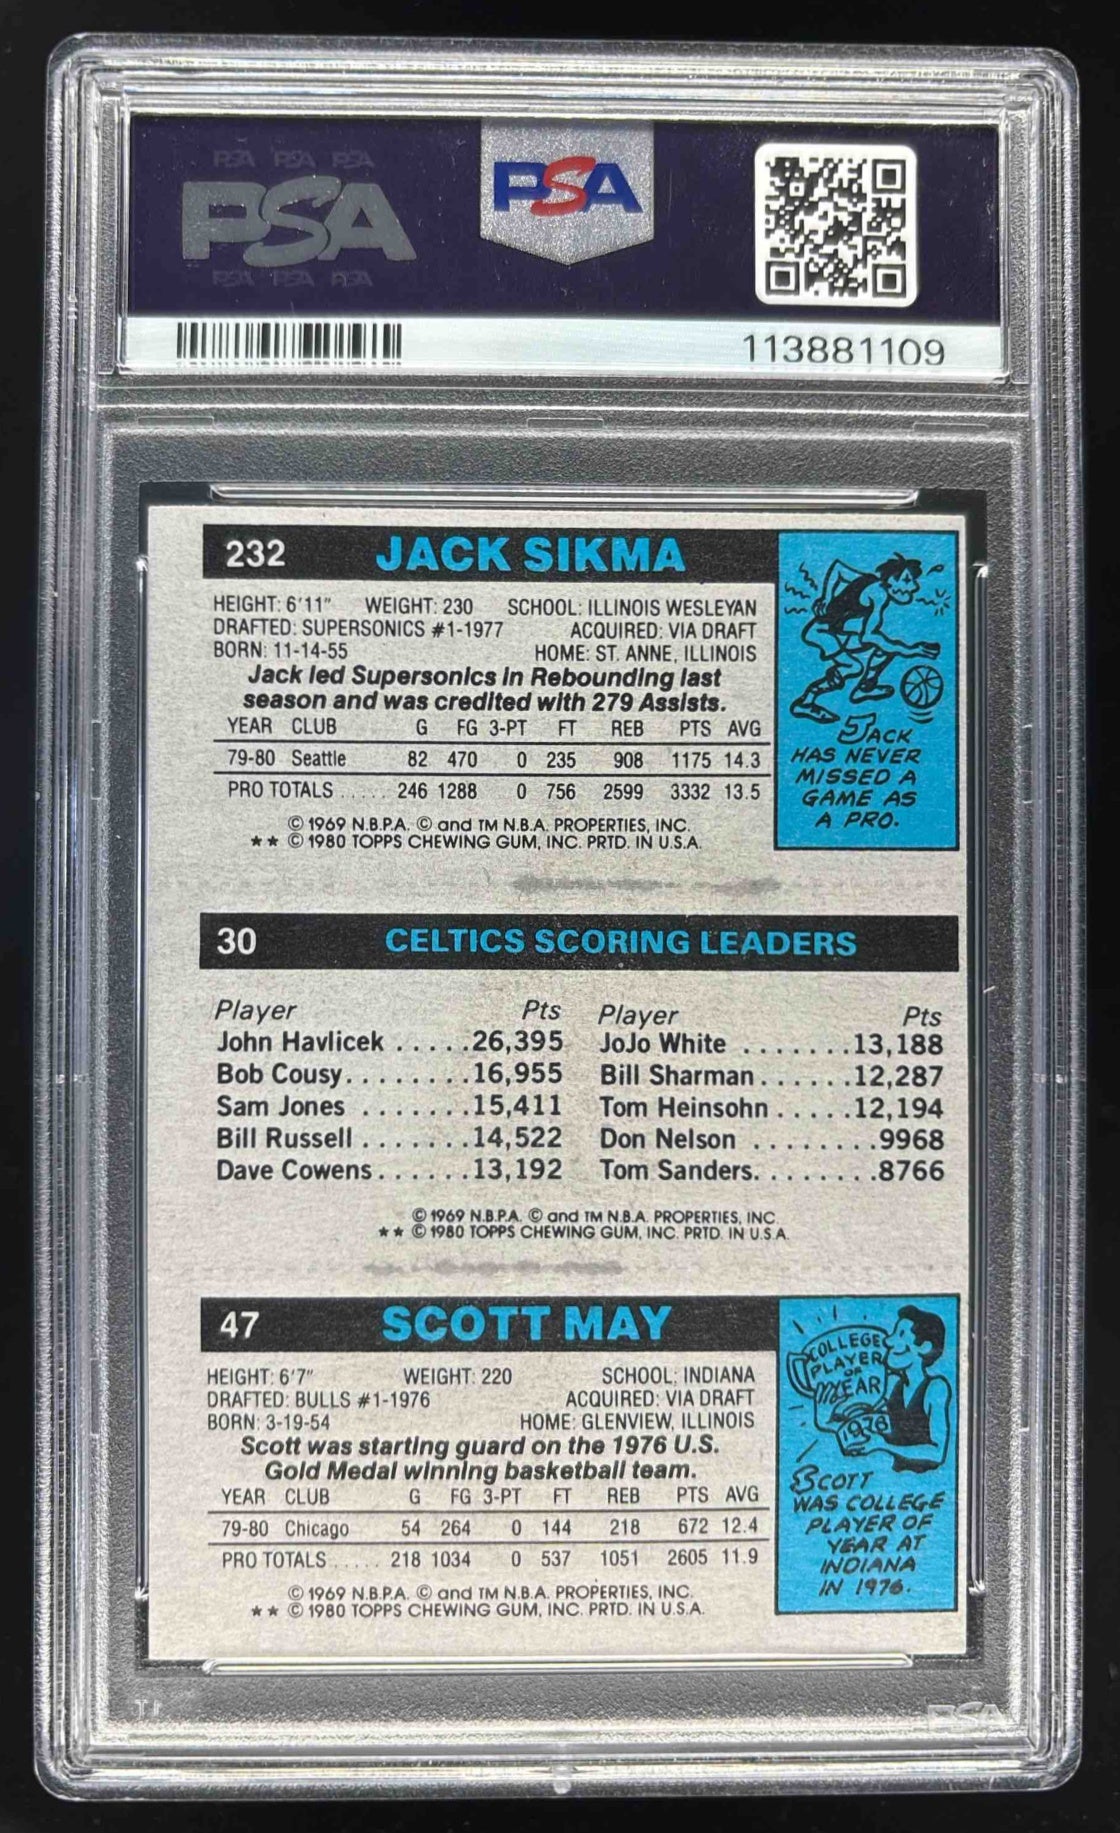 PSA PSA PSA
PSA
PSA PSA PSA
PSA
113881109
232 JACK SIKMA
HEIGHT: 6'11" WEIGHT: 230 SCHOOL: ILLINOIS WESLEYAN
DRAFTED: SUPERSONICS #1-1977 ACQUIRED: VIA DRAFT
BORN: 11-14-55 HOME: ST. ANNE, ILLINOIS
Jack led Supersonics in Rebounding last
season and was credited with 279 Assists.
YEAR CLUB G FG 3-PT FT REB PTS AVG
79-80 Seattle 82 470 0 235 908 1175 14.3
PRO TOTALS ..... 246 1288 0 756 2599 3332 13.5
© 1969 N.B.P.A. © and TM N.B.A. PROPERTIES, INC.
★★ © 1980 TOPPS CHEWING GUM, INC. PRTD. IN U.S.A.
JACK
HAS NEVER
MISSED A
GAME AS
A PRO.
30 CELTICS SCORING LEADERS
Player Pts Player Pts
John Havlicek .....26,395 JoJo White .......13,188
Bob Cousy........16,955 Bill Sharman......12,287
Sam Jones .......15,411 Tom Heinsohn .....12,194
Bill Russell .......14,522 Don Nelson ........9968
Dave Cowens......13,192 Tom Sanders........8766
© 1969 N.B.P.A. © and TM N.B.A. PROPERTIES, INC.
★★ © 1980 TOPPS CHEWING GUM, INC. PRTD. IN U.S.A.
47 SCOTT MAY
HEIGHT: 6'7" WEIGHT: 220 SCHOOL: INDIANA
DRAFTED: BULLS #1-1976 ACQUIRED: VIA DRAFT
BORN: 3-19-54 HOME: GLENVIEW, ILLINOIS
Scott was starting guard on the 1976 U.S.
Gold Medal winning basketball team.
YEAR CLUB G FG 3-PT FT REB PTS AVG
79-80 Chicago 54 264 0 144 218 672 12.4
PRO TOTALS ..... 218 1034 0 537 1051 2605 11.9
© 1969 N.B.P.A. © and TM N.B.A. PROPERTIES, INC.
★★ © 1980 TOPPS CHEWING GUM, INC. PRTD. IN U.S.A.
COLLEGE
PLAYER
OF
YEAR
1976
SCOTT
WAS COLLEGE
PLAYER OF
YEAR AT
INDIANA
IN 1976.
PSA